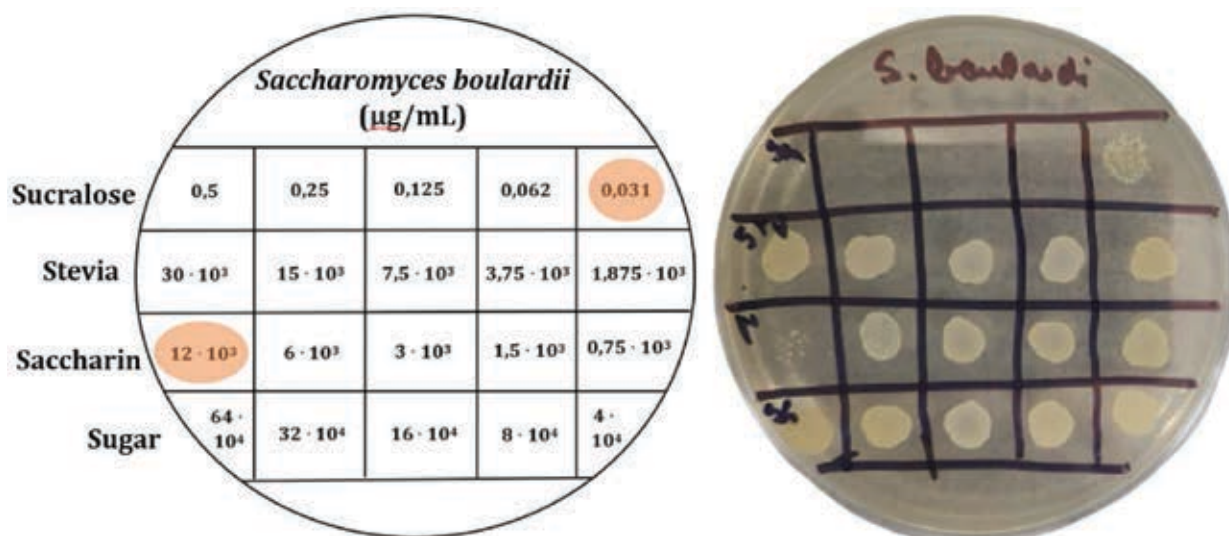 Saccharomyces boulardii
(µg/mL)
Sucralose 0,5 0,25 0,125 0,062 0,031
Stevia 30 · 10³ 15 · 10³ 7,5 · 10³ 3,75 · 10³ 1,875 · 10³
Saccharin 12 · 10³ 6 · 10³ 3 · 10³ 1,5 · 10³ 0,75 · 10³
Sugar 64 · 10⁴ 32 · 10⁴ 16 · 10⁴ 8 · 10⁴ 4 · 10⁴
S. boulardi